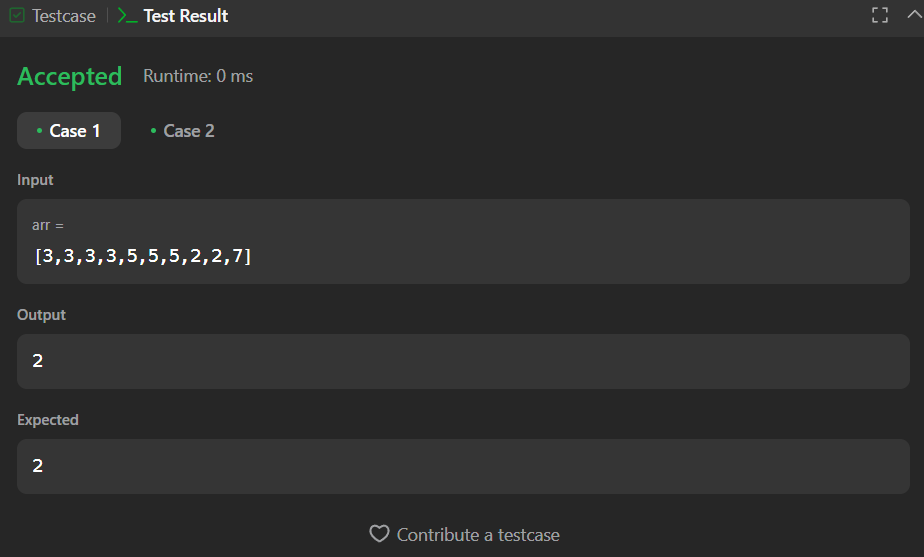 Testcase Test Result
Accepted Runtime: 0 ms
Case 1 Case 2
Input
arr =
[3,3,3,3,5,5,5,2,2,7]
Output
2
Expected
2
Contribute a testcase